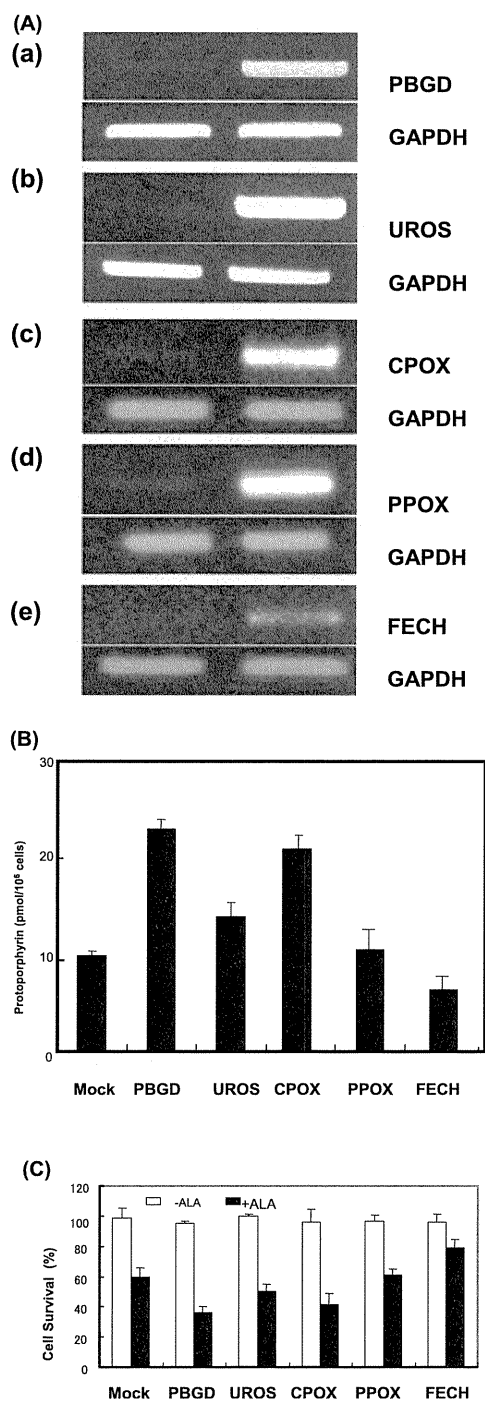 (A)
(a)
PBGD
GAPDH
(b)
UROS
GAPDH
(c)
CPOX
GAPDH
(d)
PPOX
GAPDH
(e)
FECH
GAPDH
(B)
30
20
10
0
Protoporphyrin (pmol/10⁶ cells)
Mock PBGD UROS CPOX PPOX FECH
(C)
120
100
80
60
40
20
0
Cell Survival (%)
-ALA +ALA
Mock PBGD UROS CPOX PPOX FECH